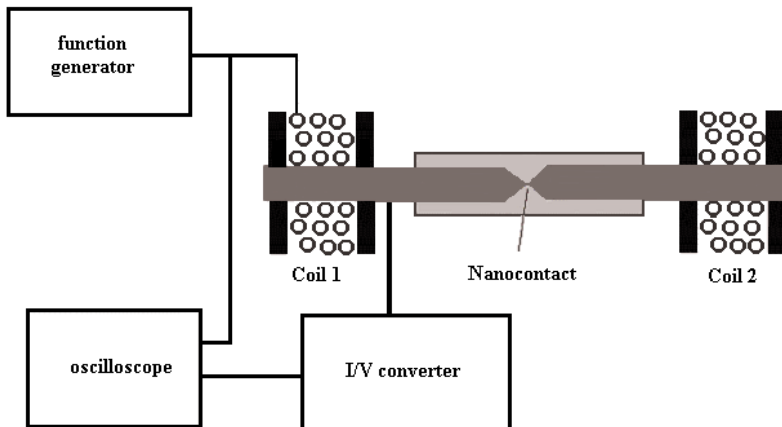 function
generator
Coil 1
Nanocontact
Coil 2
oscilloscope
I/V converter